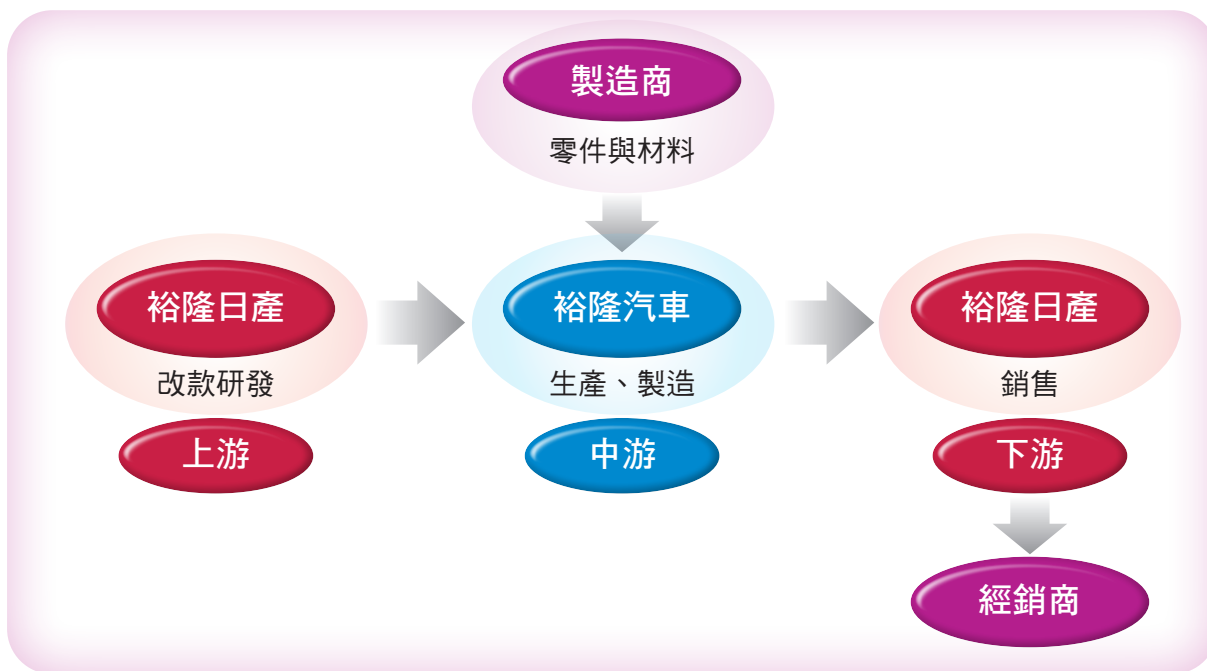 製造商
零件與材料
裕隆日產
改款研發
上游
裕隆汽車
生產、製造
中游
裕隆日產
銷售
下游
經銷商